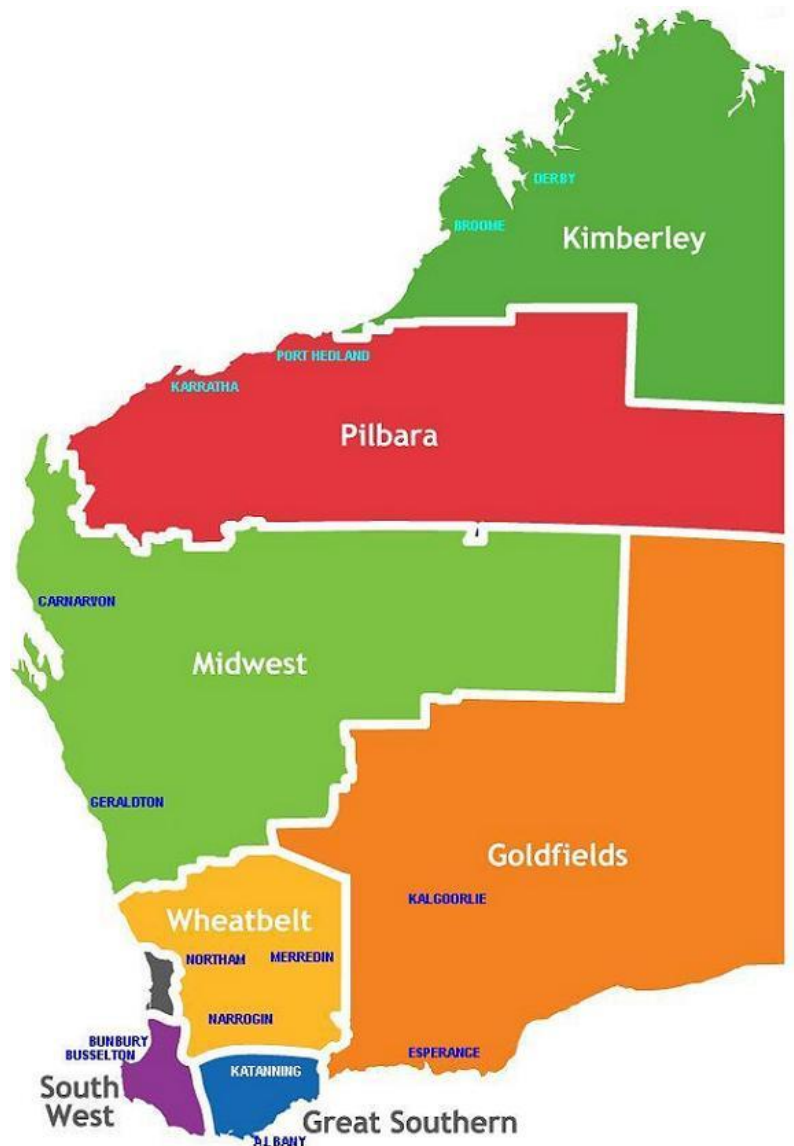 DERBY
BROOME
Kimberley
PORT HEDLAND
KARRATHA
Pilbara
CARNARVON
Midwest
GERALDTON
Goldfields
KALGOORLIE
Wheatbelt
NORTHAM
MERREDIN
NARROGIN
BUNBURY
BUSSELTON
ESPERANCE
KATANNING
South
West
Great Southern
ALBANY